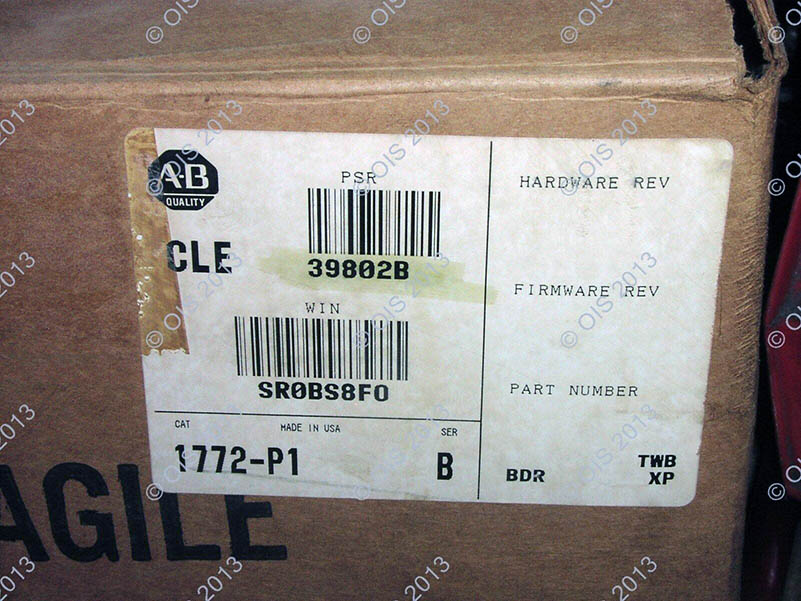 A-B
QUALITY
CLE
PSR
39802B
WIN
SR0BS8F0
CAT
MADE IN USA
SER
1772-P1
B
HARDWARE REV
FIRMWARE REV
PART NUMBER
BDR
TWB
XP
AGILE
© OIS 2013